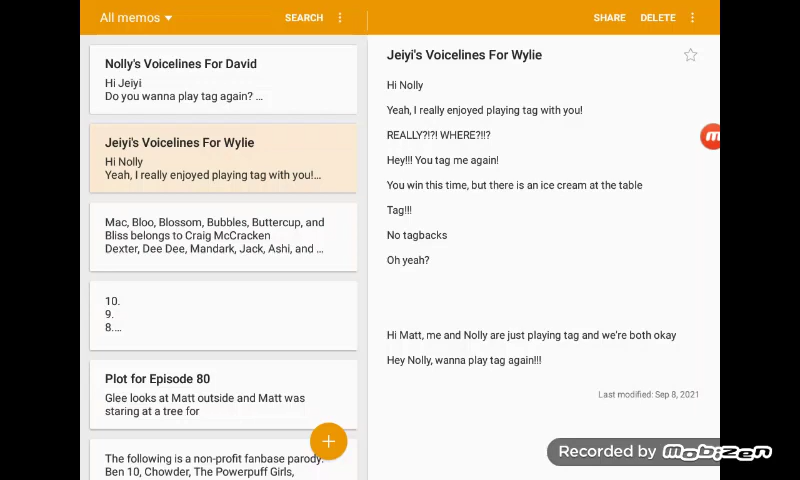 All memos
SEARCH
SHARE
DELETE
Nolly's Voicelines For David
Hi Jeiyi
Do you wanna play tag again? ...
Jeiyi's Voicelines For Wylie
Hi Nolly
Yeah, I really enjoyed playing tag with you!...
Mac, Bloo, Blossom, Bubbles, Buttercup, and
Bliss belongs to Craig McCracken
Dexter, Dee Dee, Mandark, Jack, Ashi, and ...
10.
9.
8....
Plot for Episode 80
Glee looks at Matt outside and Matt was
staring at a tree for
The following is a non-profit fanbase parody.
Ben 10, Chowder, The Powerpuff Girls,
Jeiyi's Voicelines For Wylie
Hi Nolly
Yeah, I really enjoyed playing tag with you!
REALLY?!?! WHERE?!!?
Hey!!! You tag me again!
You win this time, but there is an ice cream at the table
Tag!!!
No tagbacks
Oh yeah?
Hi Matt, me and Nolly are just playing tag and we're both okay
Hey Nolly, wanna play tag again!!!
Last modified: Sep 8, 2021
Recorded by Mobizen